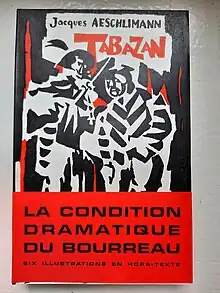 Jacques AESCHLIMANN
TABAZAN
LA CONDITION
DRAMATIQUE
DU BOURREAU
SIX ILLUSTRATIONS EN HORS-TEXTE